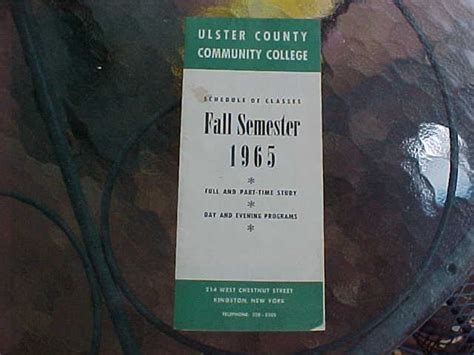 ULSTER COUNTY
COMMUNITY COLLEGE
SCHEDULE OF CLASSES
Fall Semester
1965
FULL AND PART-TIME STUDY
DAY AND EVENING PROGRAMS
214 WEST CHESTNUT STREET
KINGSTON, NEW YORK
TELEPHONE: